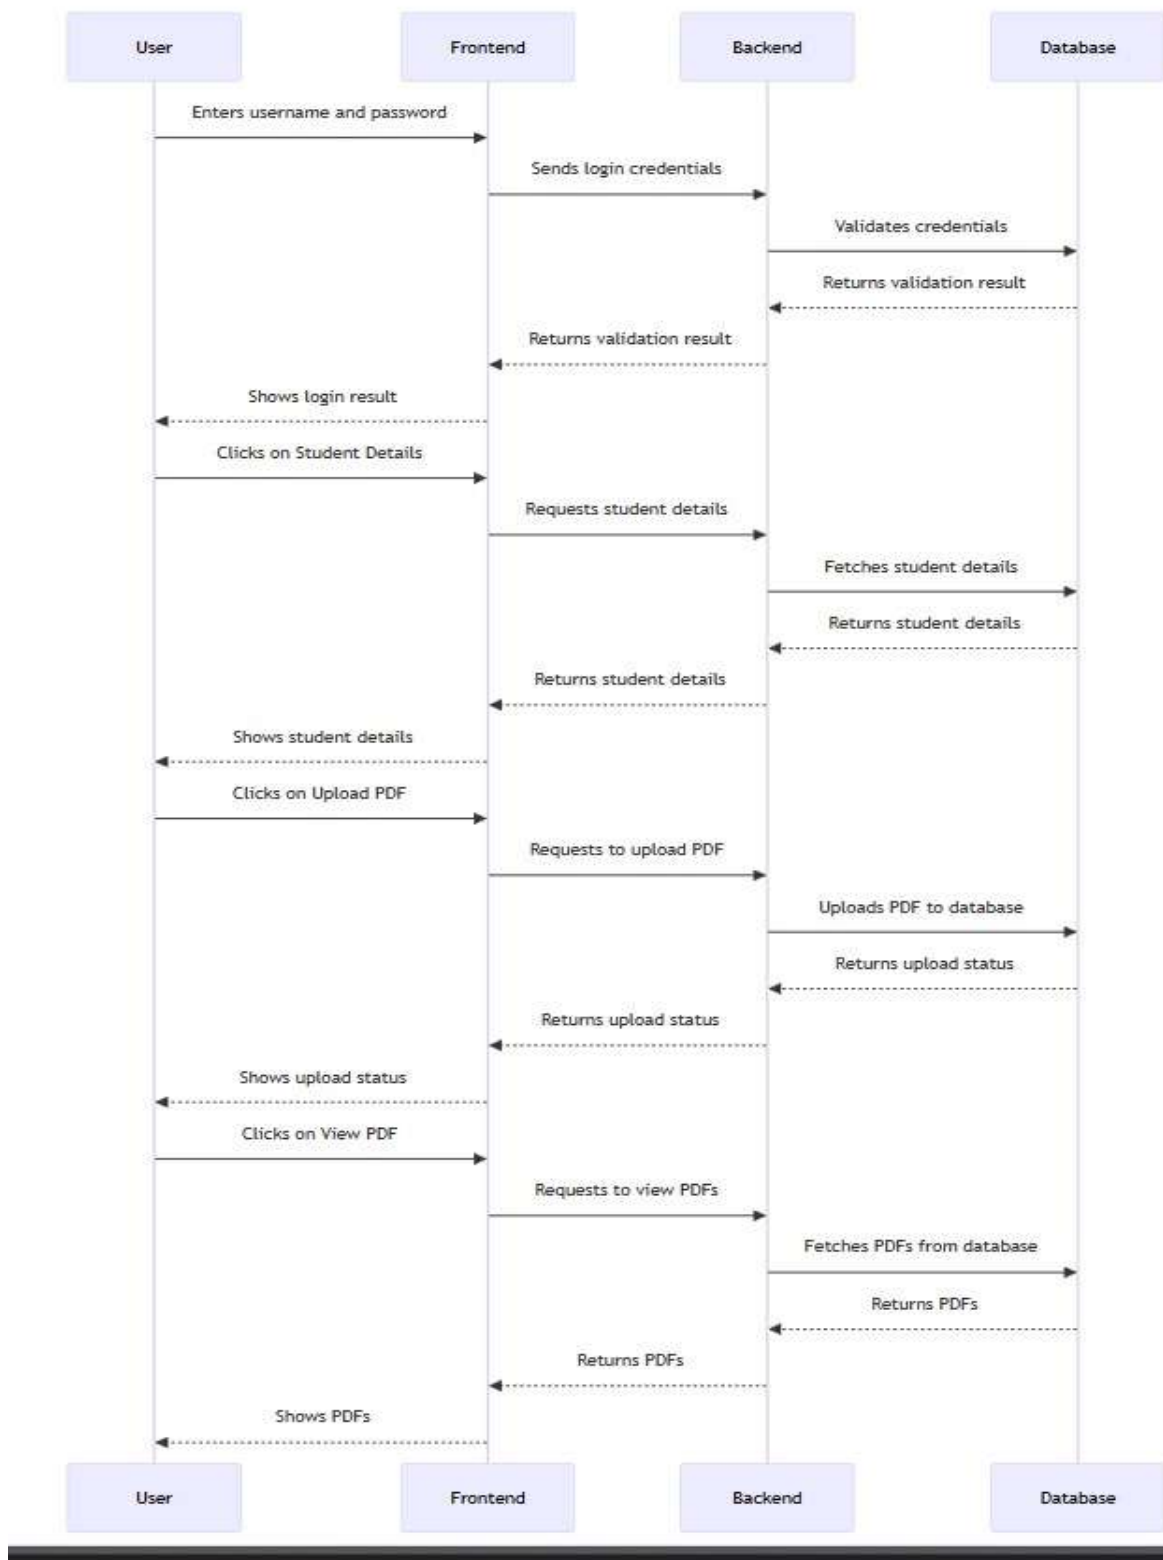 User Frontend Backend Database
Enters username and password
Sends login credentials
Validates credentials
Returns validation result
Returns validation result
Shows login result
Clicks on Student Details
Requests student details
Fetches student details
Returns student details
Returns student details
Shows student details
Clicks on Upload PDF
Requests to upload PDF
Uploads PDF to database
Returns upload status
Returns upload status
Shows upload status
Clicks on View PDF
Requests to view PDFs
Fetches PDFs from database
Returns PDFs
Returns PDFs
Shows PDFs
User Frontend Backend Database